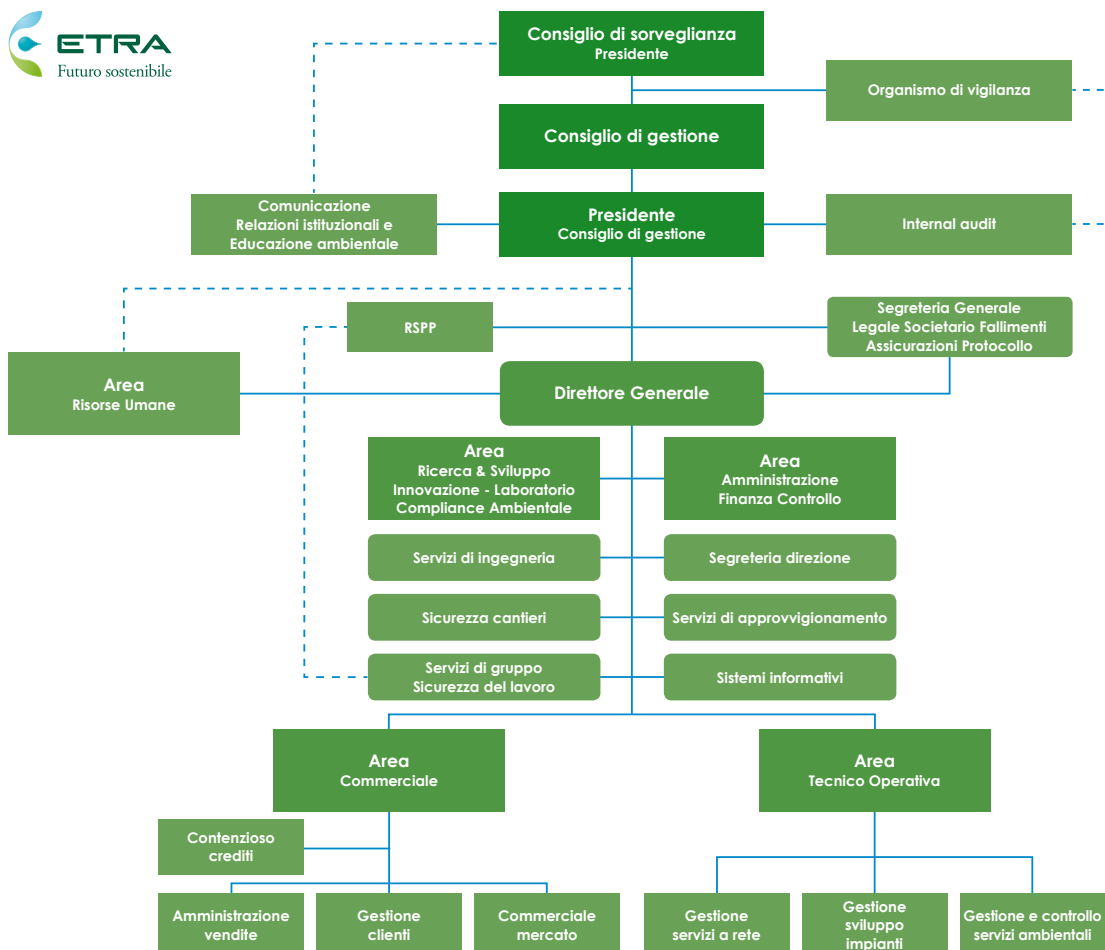 ETRA
Futuro sostenibile
Consiglio di sorveglianza
Presidente
Organismo di vigilanza
Consiglio di gestione
Comunicazione
Relazioni istituzionali e
Educazione ambientale
Presidente
Consiglio di gestione
Internal audit
RSPP
Segreteria Generale
Legale Societario Fallimenti
Assicurazioni Protocollo
Area
Risorse Umane
Direttore Generale
Area
Ricerca & Sviluppo
Innovazione - Laboratorio
Compliance Ambientale
Area
Amministrazione
Finanza Controllo
Servizi di ingegneria
Segreteria direzione
Sicurezza cantieri
Servizi di approvvigionamento
Servizi di gruppo
Sicurezza del lavoro
Sistemi informativi
Area
Commerciale
Area
Tecnico Operativa
Contenzioso
crediti
Amministrazione
vendite
Gestione
clienti
Commerciale
mercato
Gestione
servizi a rete
Gestione
sviluppo
impianti
Gestione e controllo
servizi ambientali